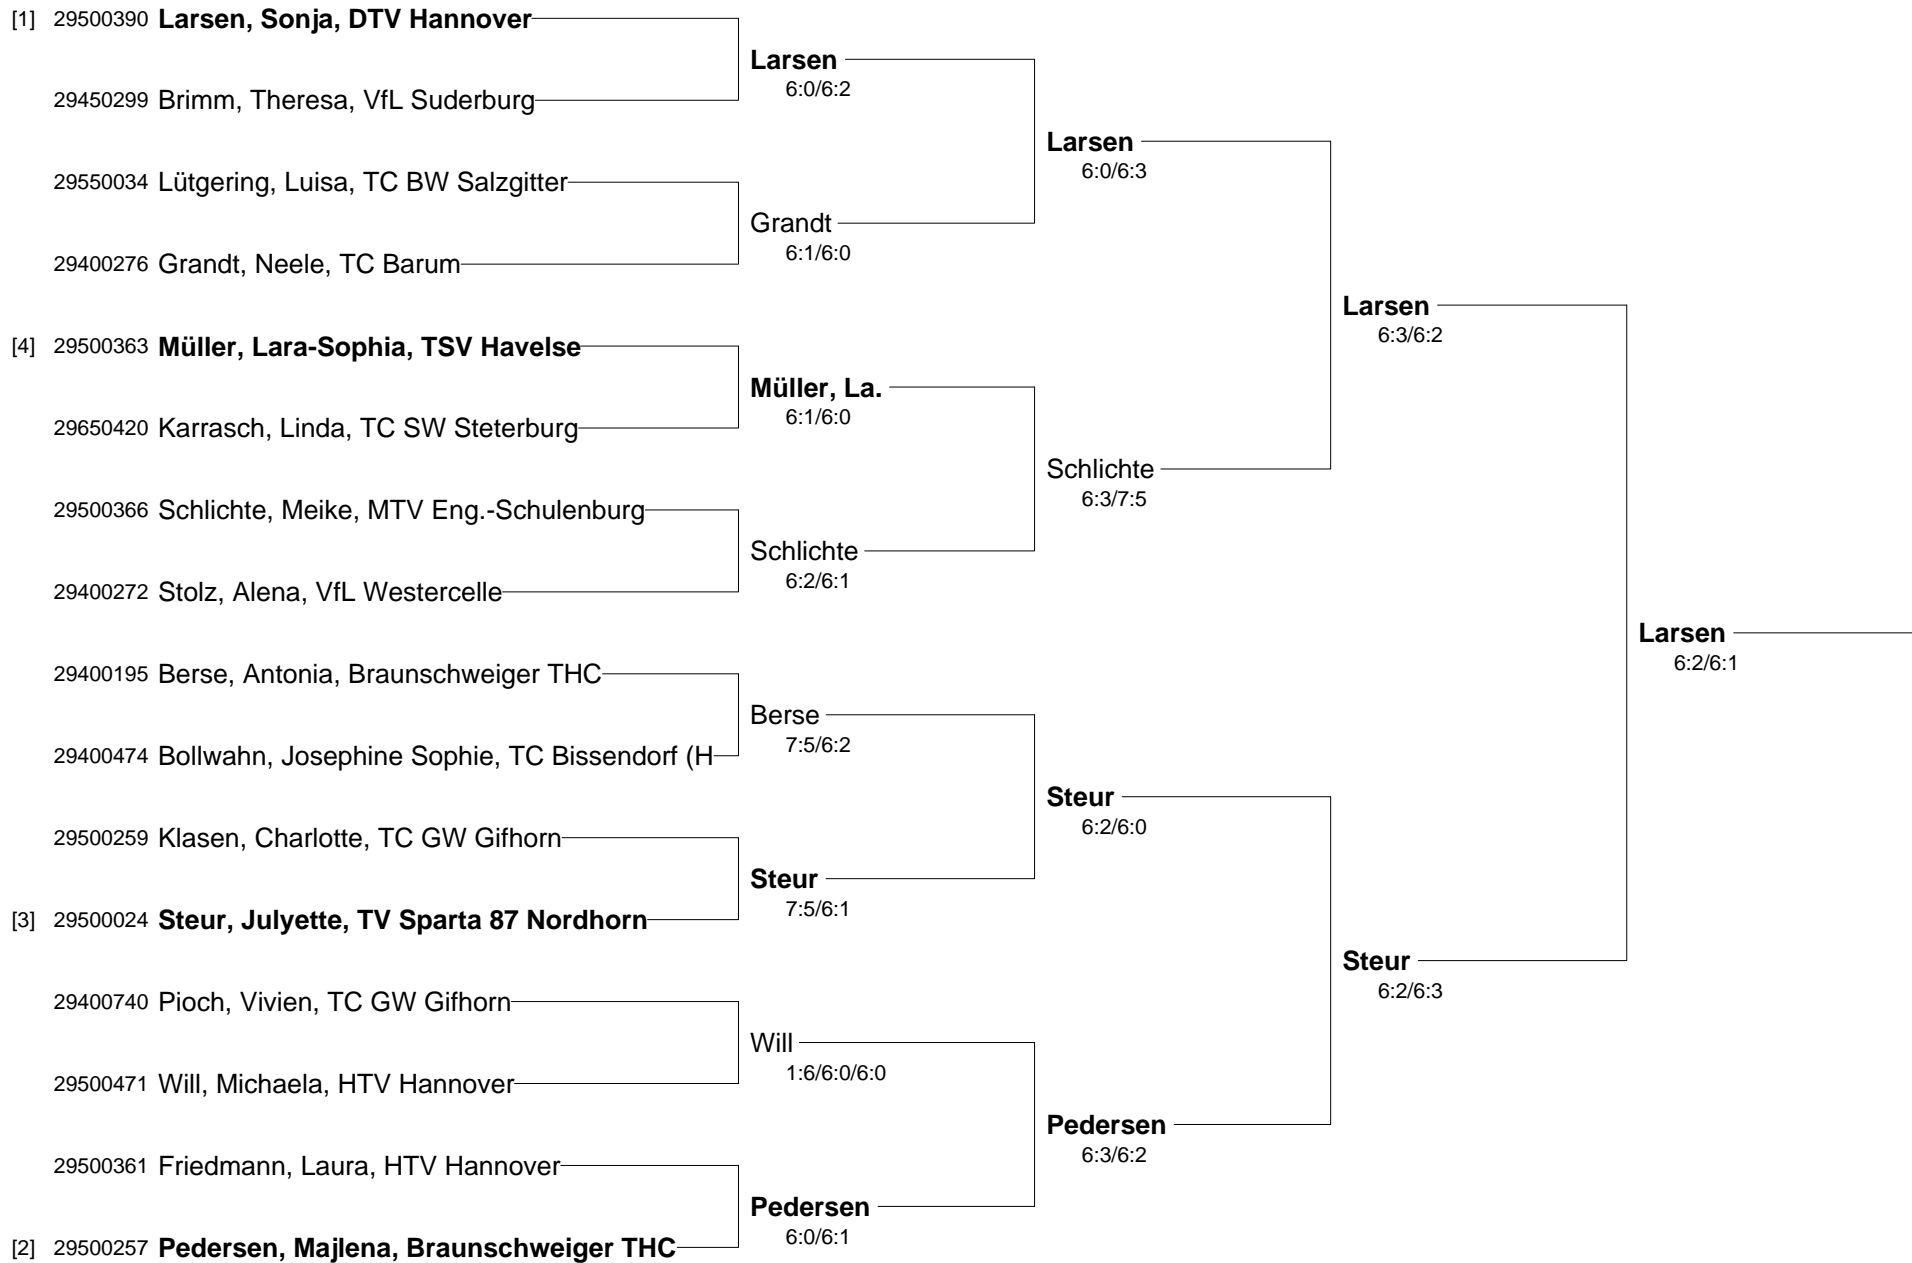 [1] 29500390 Larsen, Sonja, DTV Hannover
Larsen
6:0/6:2
29450299 Brimm, Theresa, VfL Suderburg
Larsen
6:0/6:3
29550034 Lütgering, Luisa, TC BW Salzgitter
Grandt
6:1/6:0
29400276 Grandt, Neele, TC Barum
Larsen
6:3/6:2
[4] 29500363 Müller, Lara-Sophia, TSV Havelse
Müller, La.
6:1/6:0
29650420 Karrasch, Linda, TC SW Steterburg
Schlichte
6:3/7:5
29500366 Schlichte, Meike, MTV Eng.-Schulenburg
Schlichte
6:2/6:1
29400272 Stolz, Alena, VfL Westercelle
Larsen
6:2/6:1
29400195 Berse, Antonia, Braunschweiger THC
Berse
7:5/6:2
29400474 Bollwahn, Josephine Sophie, TC Bissendorf (H
Steur
6:2/6:0
29500259 Klasen, Charlotte, TC GW Gifhorn
Steur
7:5/6:1
[3] 29500024 Steur, Julyette, TV Sparta 87 Nordhorn
Steur
6:2/6:3
29400740 Pioch, Vivien, TC GW Gifhorn
Will
1:6/6:0/6:0
29500471 Will, Michaela, HTV Hannover
Pedersen
6:3/6:2
29500361 Friedmann, Laura, HTV Hannover
Pedersen
6:0/6:1
[2] 29500257 Pedersen, Majlena, Braunschweiger THC